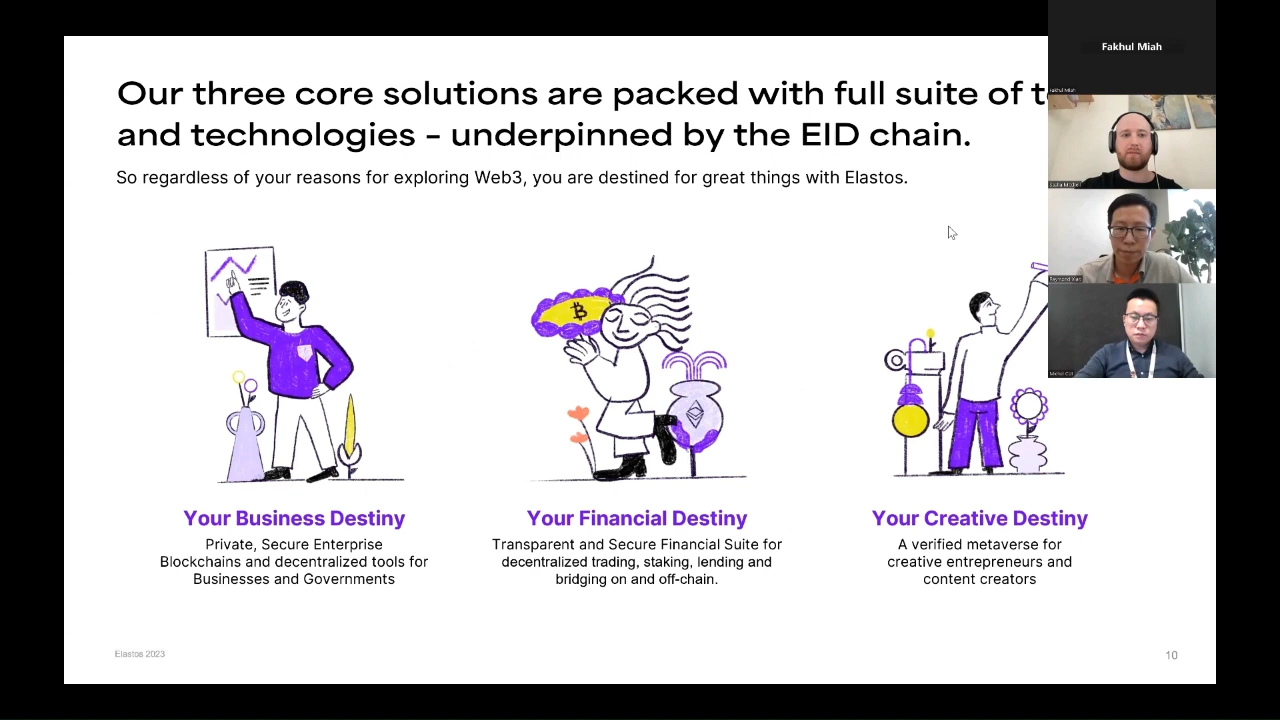 Our three core solutions are packed with full suite of
and technologies – underpinned by the EID chain.
So regardless of your reasons for exploring Web3, you are destined for great things with Elastos.
Fakhul Miah
Fakhul Miah
Your Business Destiny
Private, Secure Enterprise
Blockchains and decentralized tools for
Businesses and Governments
Your Financial Destiny
Transparent and Secure Financial Suite for
decentralized trading, staking, lending and
bridging on and off-chain.
Your Creative Destiny
A verified metaverse for
creative entrepreneurs and
content creators
Elastos 2023
10